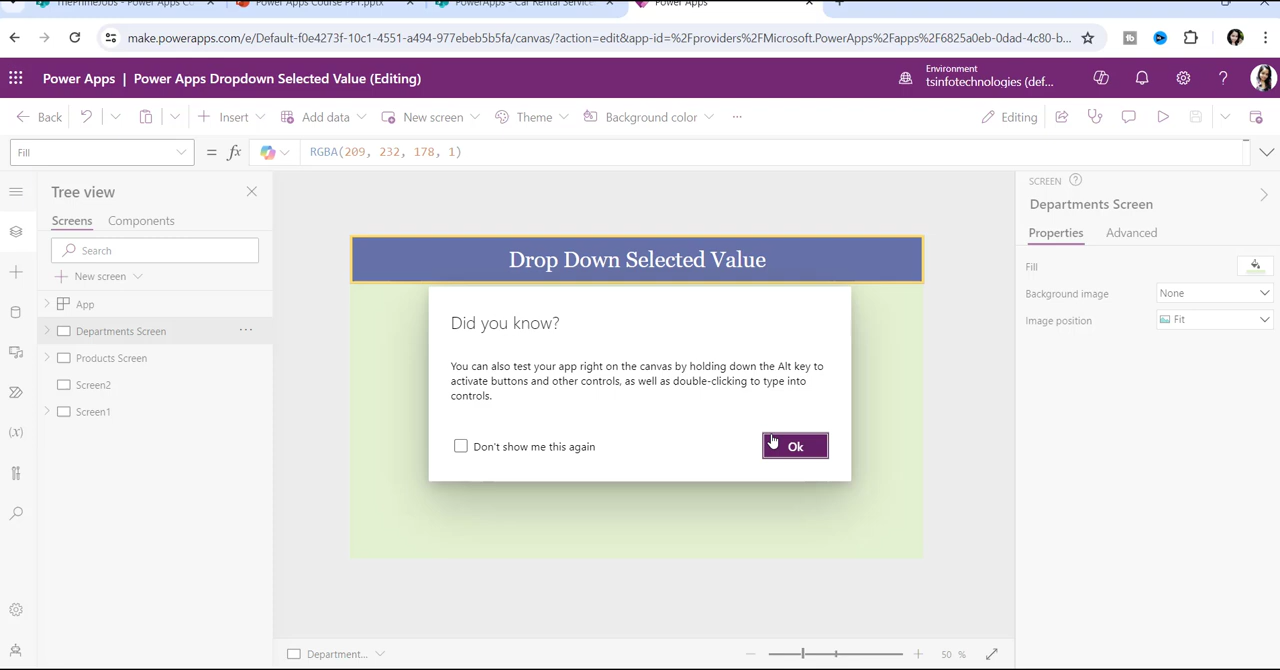 ThePrimeJobs - Power Apps Co...
Power Apps Course PPT.pptx
PowerApps - Car Rental Service
Power Apps
make.powerapps.com/e/Default-f0e4273f-10c1-4551-a494-977ebeb5b5fa/canvas/?action=edit&app-id=%2Fproviders%2FMicrosoft.PowerApps%2Fapps%2F6825a0eb-0dad-4c80-b...
Power Apps | Power Apps Dropdown Selected Value (Editing)
Environment
tsinfotechnologies (def...
Back
Insert
Add data
New screen
Theme
Background color
...
Editing
Fill
= fx
RGBA(209, 232, 178, 1)
Tree view
Screens
Components
Search
New screen
App
Departments Screen
...
Products Screen
Screen2
Screen1
Drop Down Selected Value
Did you know?
You can also test your app right on the canvas by holding down the Alt key to
activate buttons and other controls, as well as double-clicking to type into
controls.
Don't show me this again
Ok
SCREEN
Departments Screen
Properties
Advanced
Fill
Background image
None
Image position
Fit
Department...
50 %